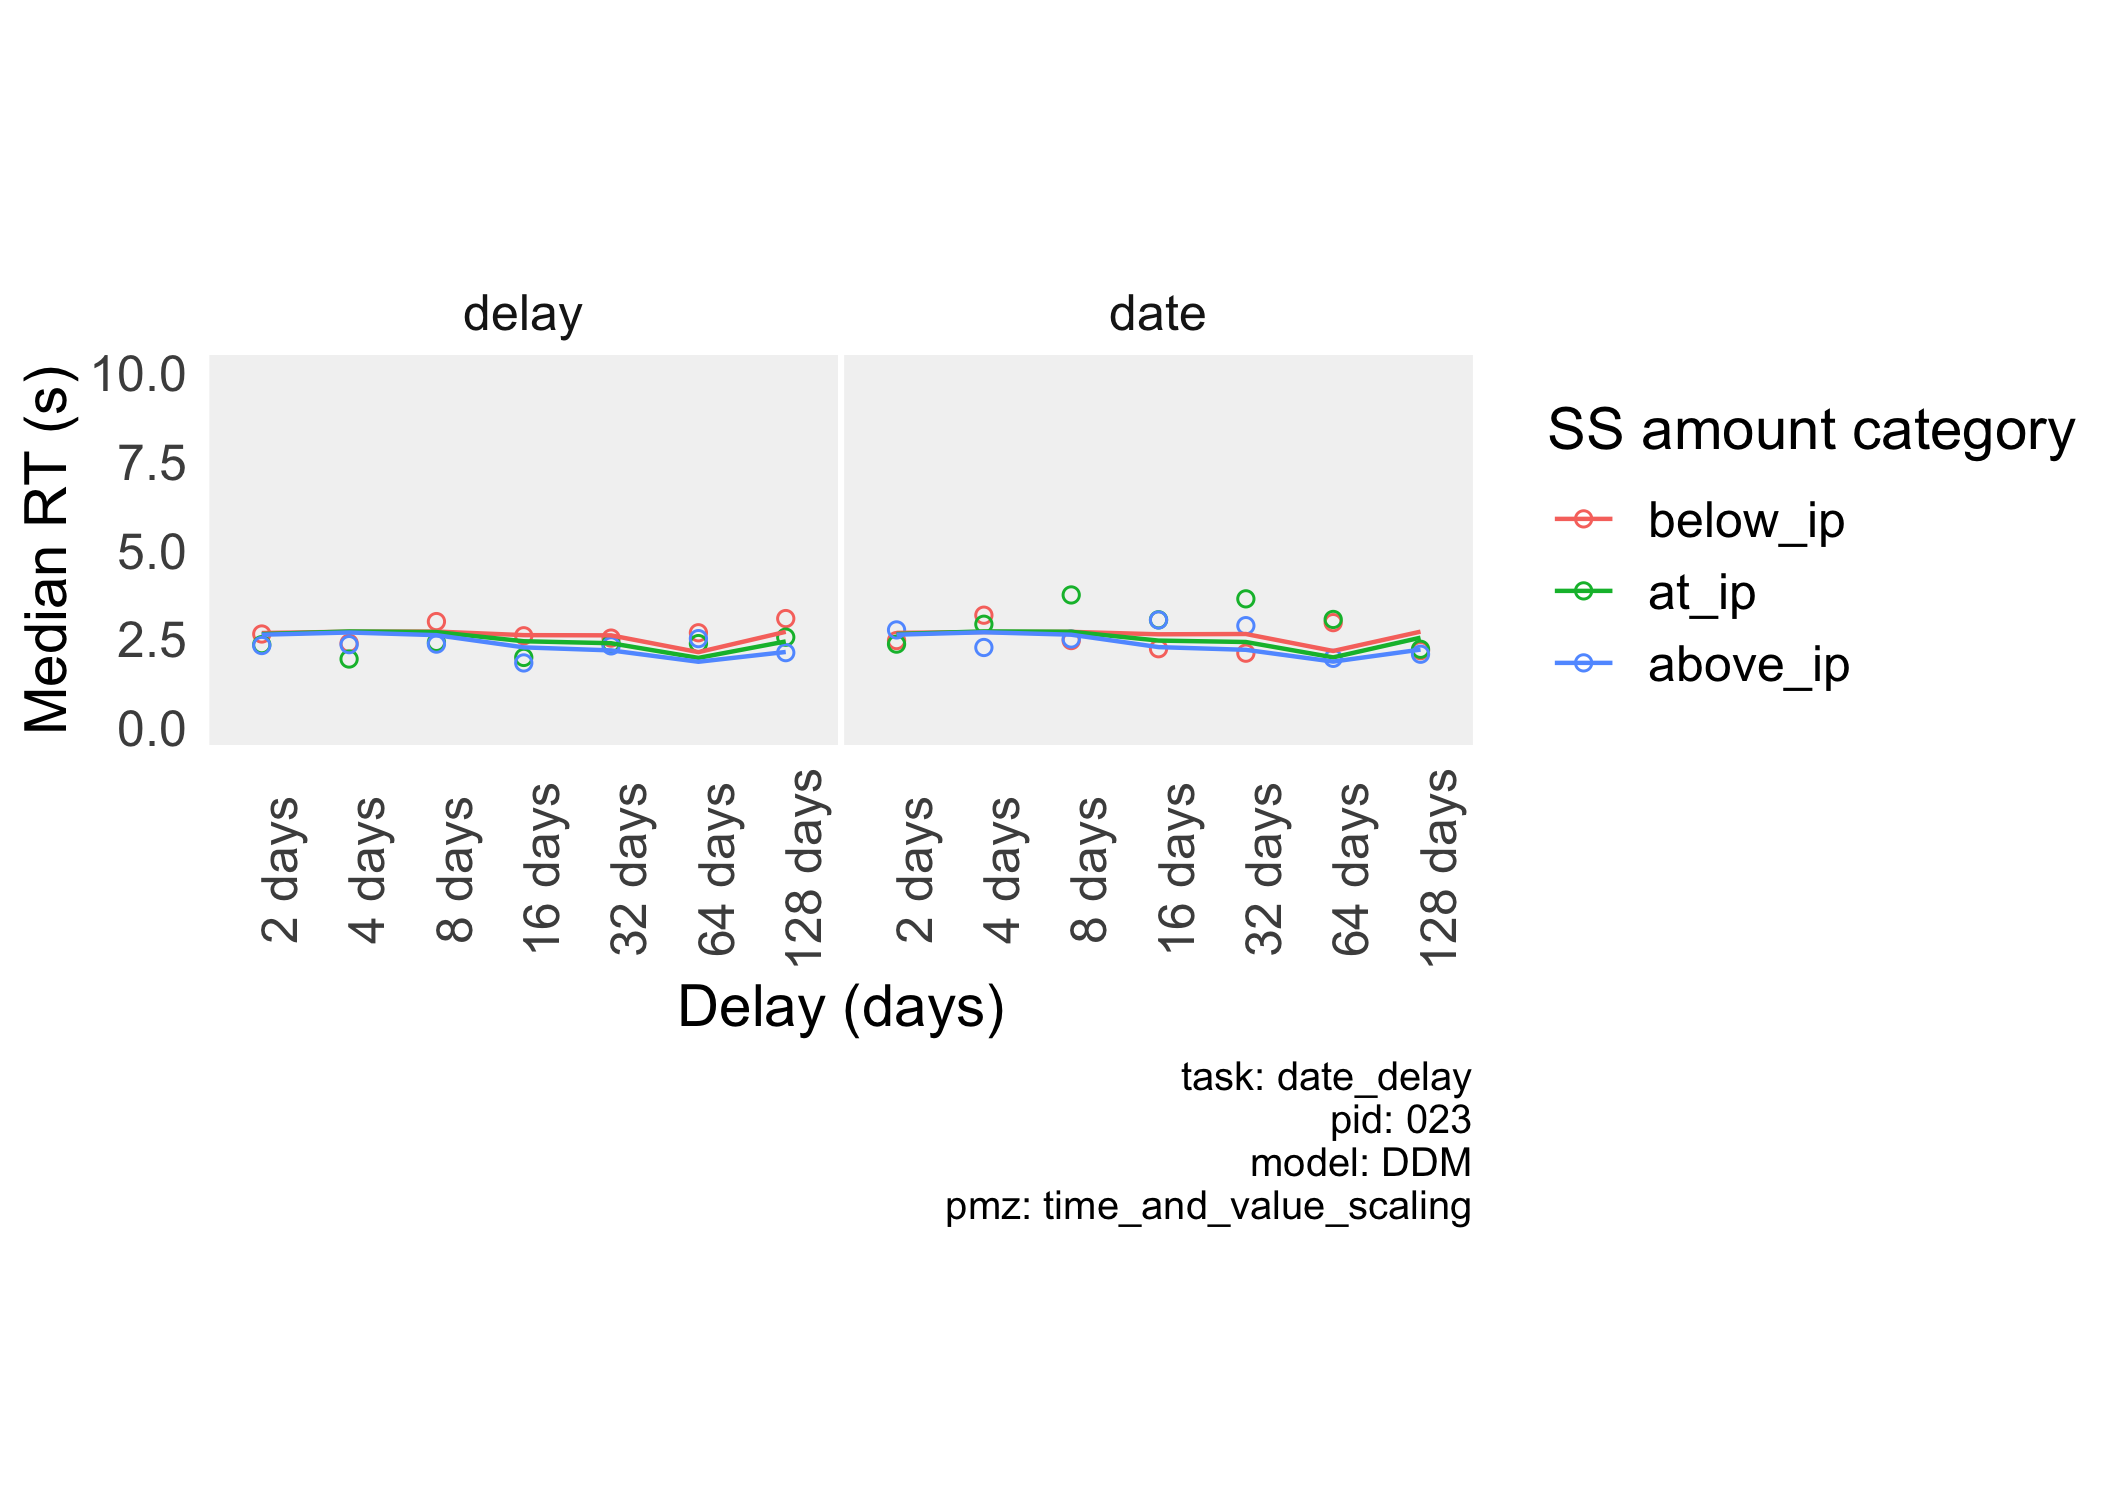 delay
date
Median RT (s)
10.0
7.5
5.0
2.5
0.0
2 days
4 days
8 days
16 days
32 days
64 days
128 days
2 days
4 days
8 days
16 days
32 days
64 days
128 days
Delay (days)
SS amount category
below_ip
at_ip
above_ip
task: date_delay
pid: 023
model: DDM
pmz: time_and_value_scaling